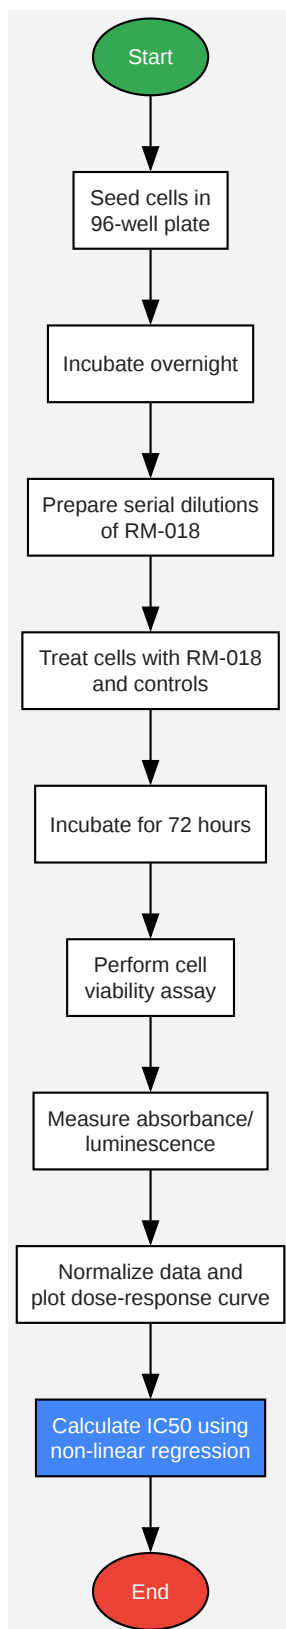 Start
Seed cells in
96-well plate
Incubate overnight
Prepare serial dilutions
of RM-018
Treat cells with RM-018
and controls
Incubate for 72 hours
Perform cell
viability assay
Measure absorbance/
luminescence
Normalize data and
plot dose-response curve
Calculate IC50 using
non-linear regression
End